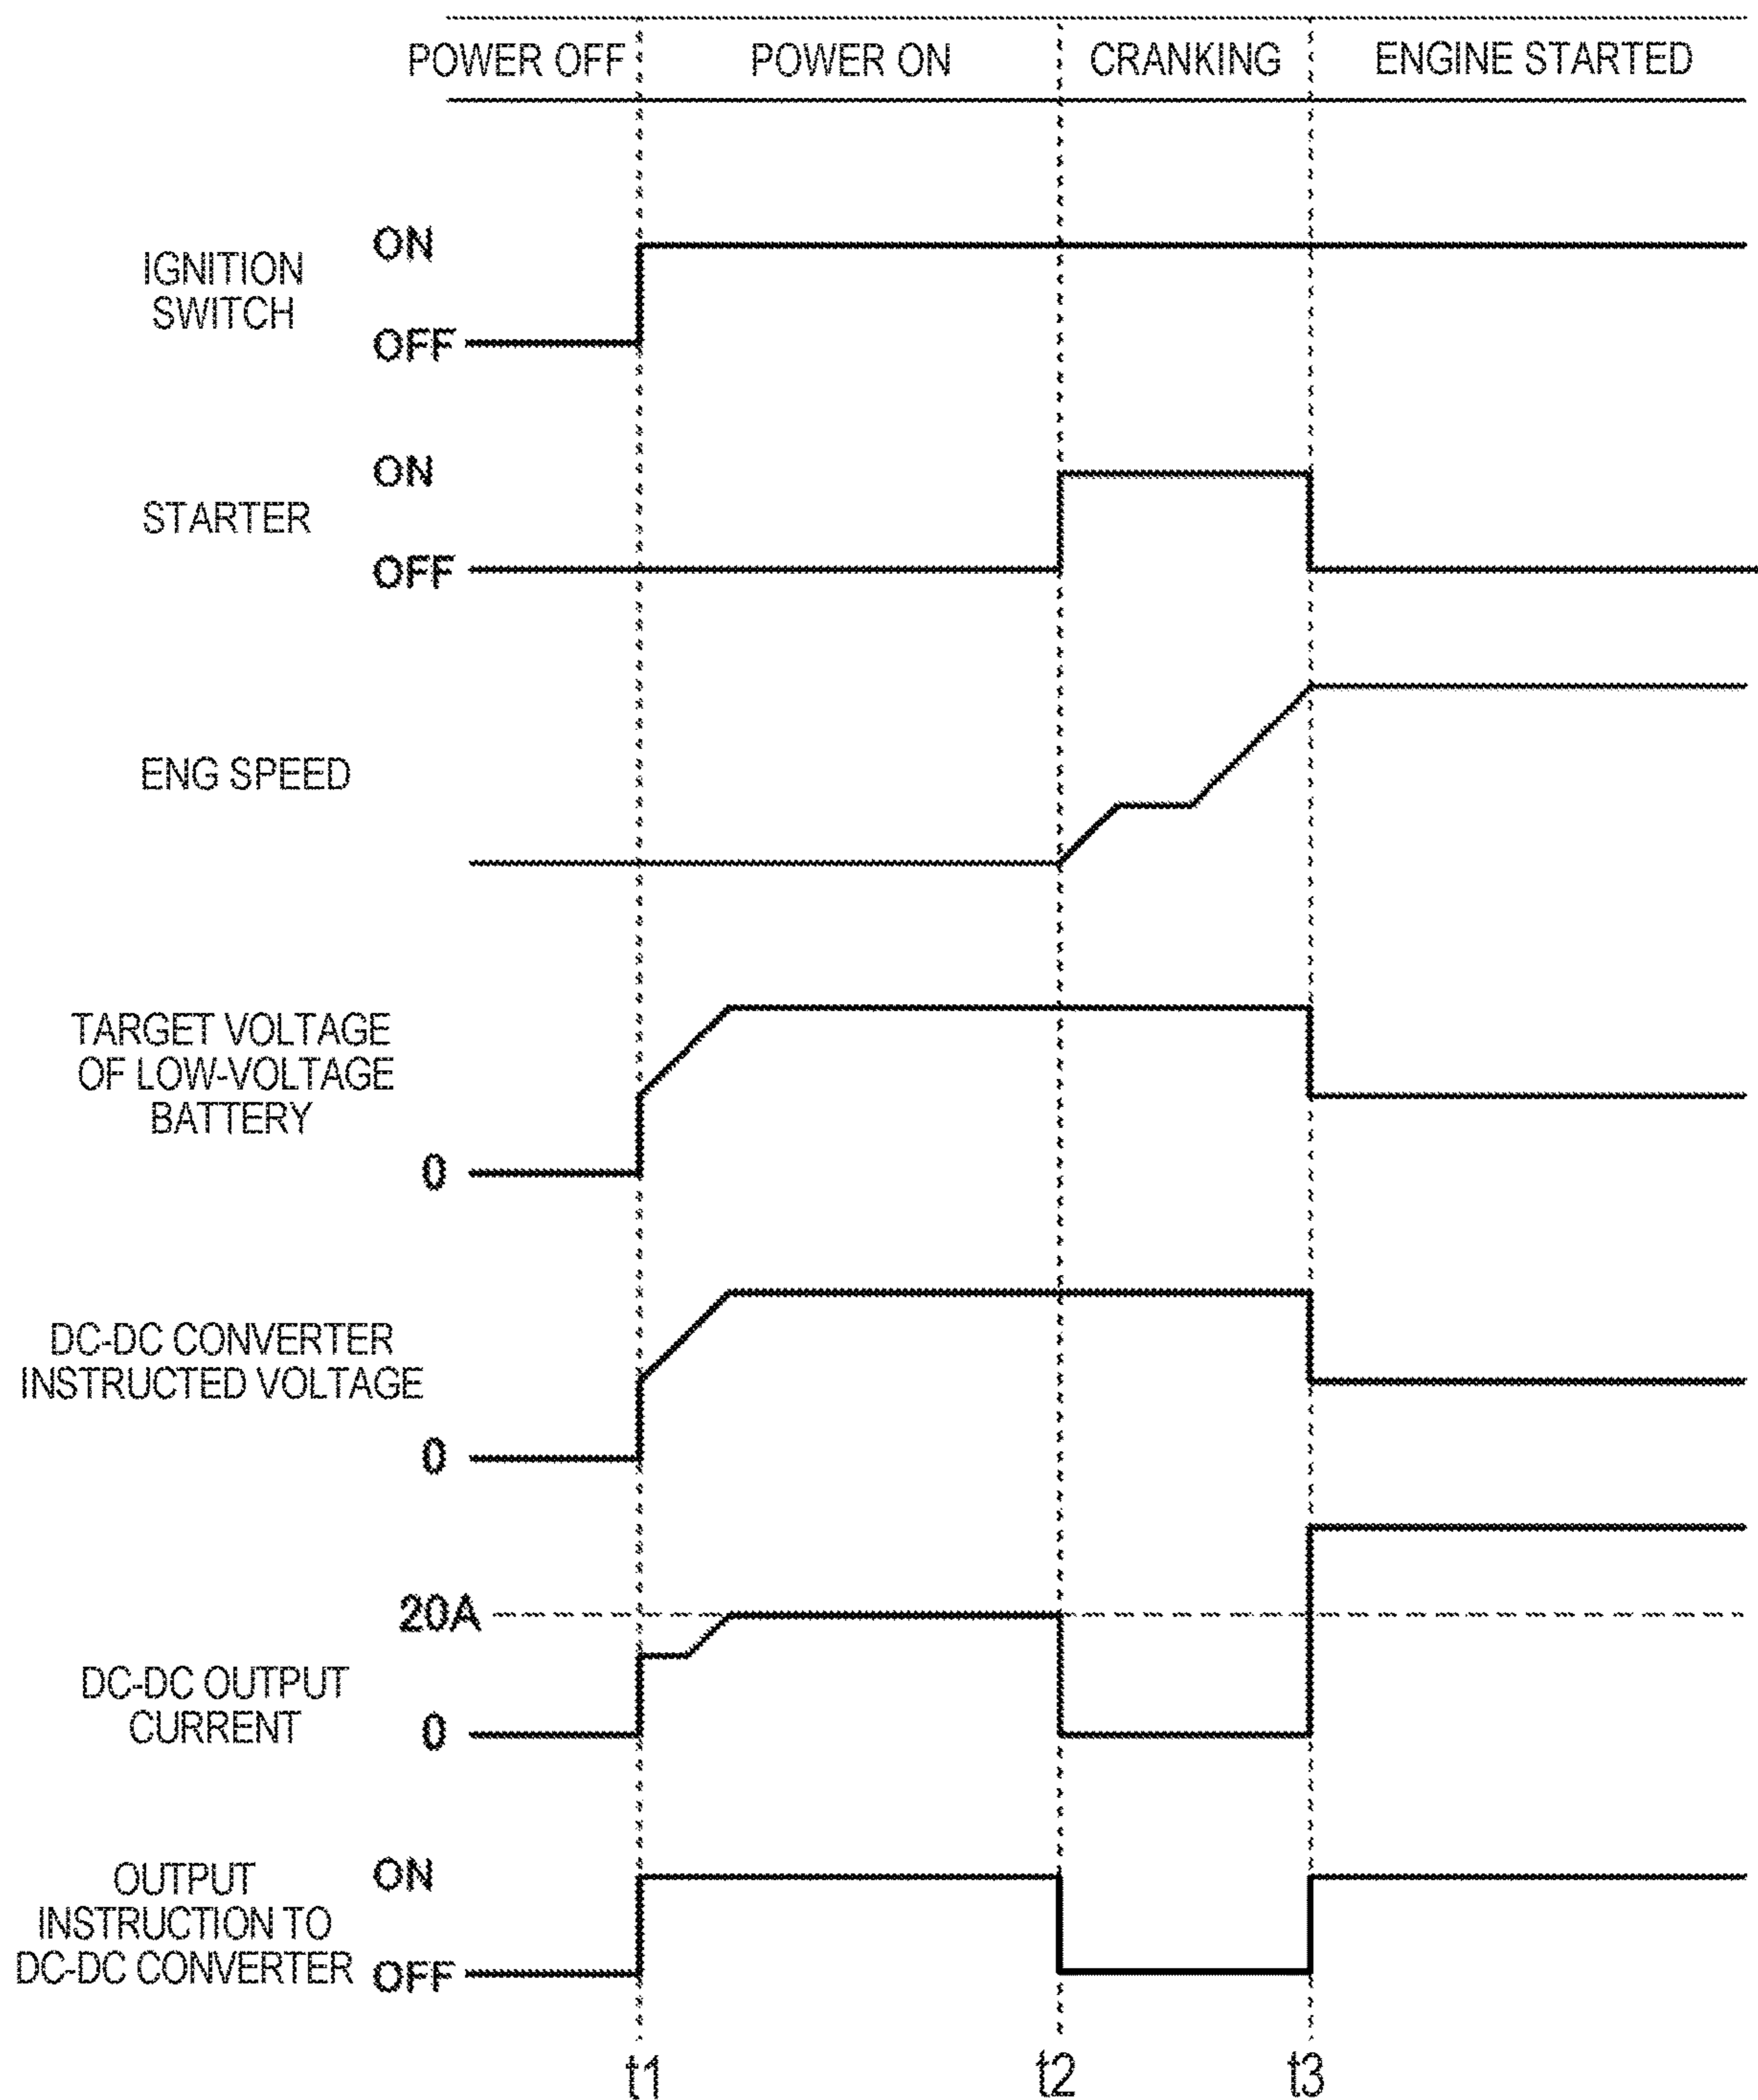 POWER OFF POWER ON CRANKING ENGINE STARTED
ON
IGNITION
SWITCH
OFF
ON
STARTER
OFF
ENG SPEED
TARGET VOLTAGE
OF LOW-VOLTAGE
BATTERY
0
DC-DC CONVERTER
INSTRUCTED VOLTAGE
0
20A
DC-DC OUTPUT
CURRENT
0
ON
OUTPUT
INSTRUCTION TO
DC-DC CONVERTER
OFF
t1 t2 t3